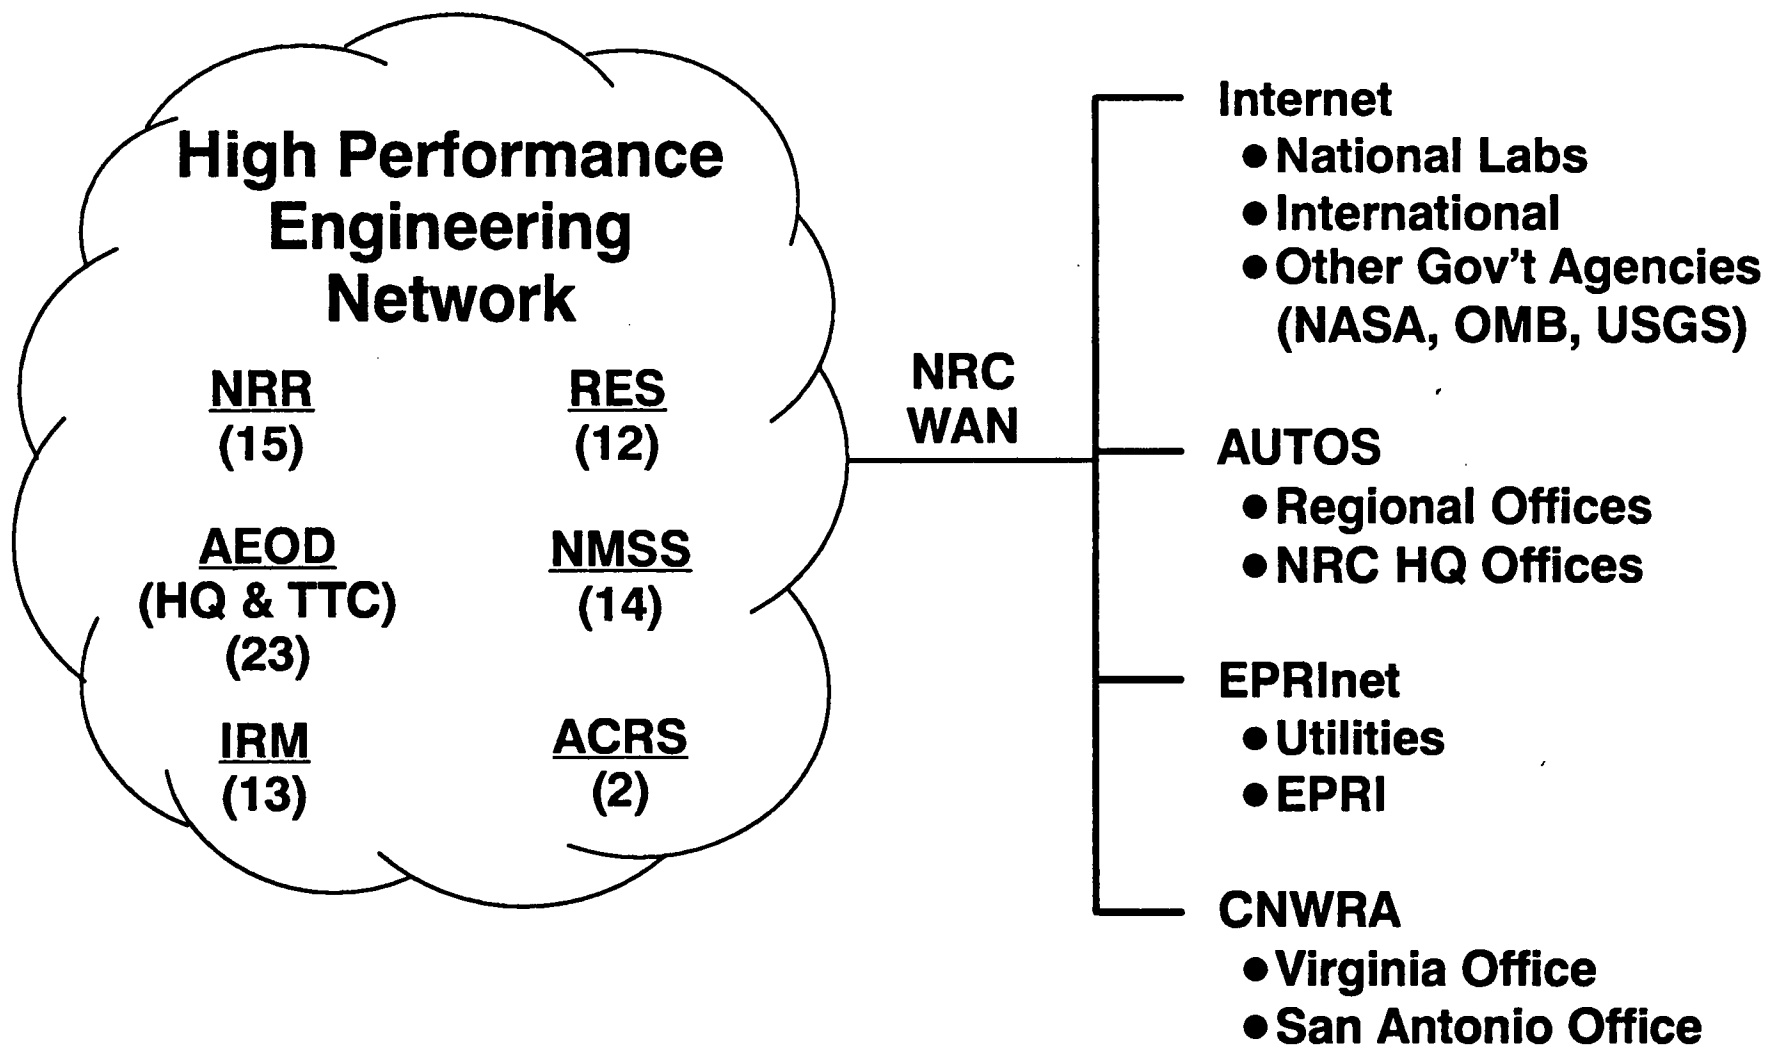 High Performance
Engineering
Network
NRR
(15)
RES
(12)
AEOD
(HQ & TTC)
(23)
NMSS
(14)
IRM
(13)
ACRS
(2)
NRC
WAN
Internet
● National Labs
● International
● Other Gov't Agencies
(NASA, OMB, USGS)
AUTOS
● Regional Offices
● NRC HQ Offices
EPRInet
● Utilities
● EPRI
CNWRA
● Virginia Office
● San Antonio Office